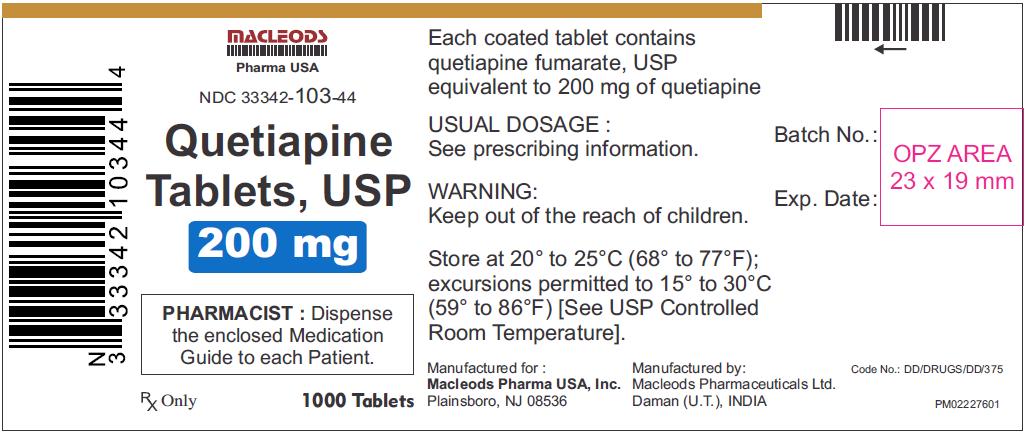 MACLEODS
Pharma USA
NDC 33342-103-44
Quetiapine
Tablets, USP
200 mg
PHARMACIST : Dispense
the enclosed Medication
Guide to each Patient.
Rx Only
1000 Tablets
N
3 33342 10344 4
Each coated tablet contains
quetiapine fumarate, USP
equivalent to 200 mg of quetiapine
USUAL DOSAGE :
See prescribing information.
WARNING:
Keep out of the reach of children.
Store at 20° to 25°C (68° to 77°F);
excursions permitted to 15° to 30°C
(59° to 86°F) [See USP Controlled
Room Temperature].
Manufactured for :
Macleods Pharma USA, Inc.
Plainsboro, NJ 08536
Manufactured by:
Macleods Pharmaceuticals Ltd.
Daman (U.T.), INDIA
Batch No.:
Exp. Date:
OPZ AREA
23 x 19 mm
Code No.: DD/DRUGS/DD/375
PM02227601